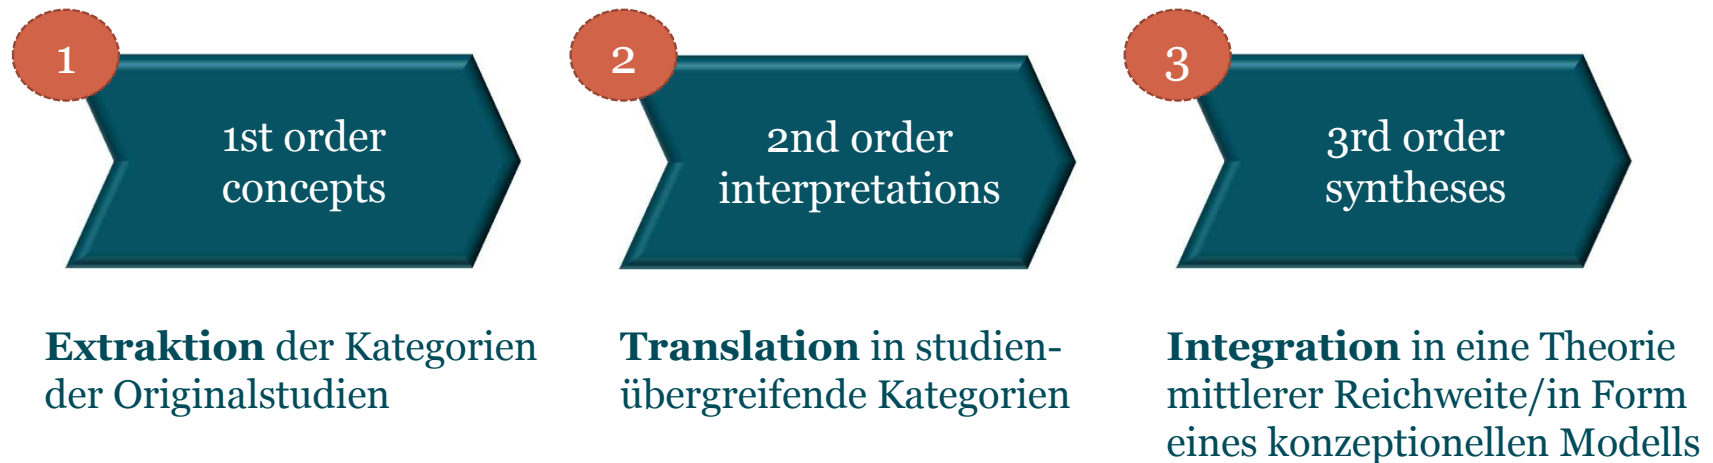 1
1st order
concepts
Extraktion der Kategorien
der Originalstudien
2
2nd order
interpretations
Translation in studien-
übergreifende Kategorien
3
3rd order
syntheses
Integration in eine Theorie
mittlerer Reichweite/in Form
eines konzeptionellen Modells